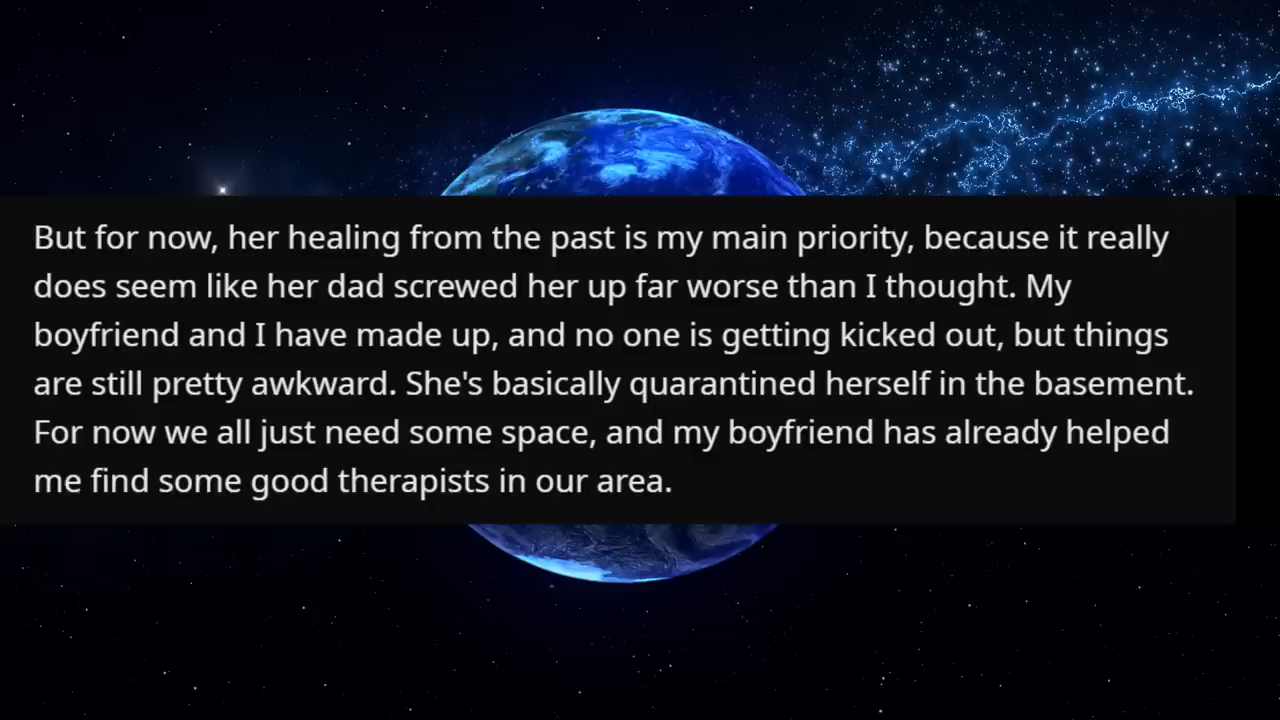 But for now, her healing from the past is my main priority, because it really
does seem like her dad screwed her up far worse than I thought. My
boyfriend and I have made up, and no one is getting kicked out, but things
are still pretty awkward. She's basically quarantined herself in the basement.
For now we all just need some space, and my boyfriend has already helped
me find some good therapists in our area.